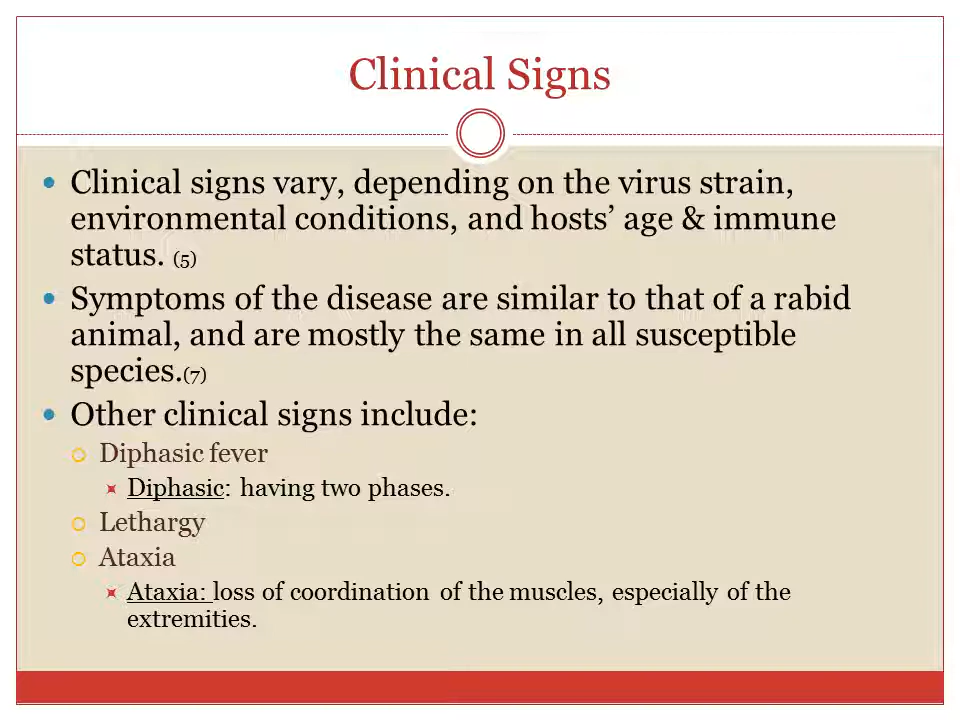 Clinical Signs
Clinical signs vary, depending on the virus strain,
environmental conditions, and hosts’ age & immune
status. (5)
Symptoms of the disease are similar to that of a rabid
animal, and are mostly the same in all susceptible
species.(7)
Other clinical signs include:
Diphasic fever
Diphasic: having two phases.
Lethargy
Ataxia
Ataxia: loss of coordination of the muscles, especially of the
extremities.